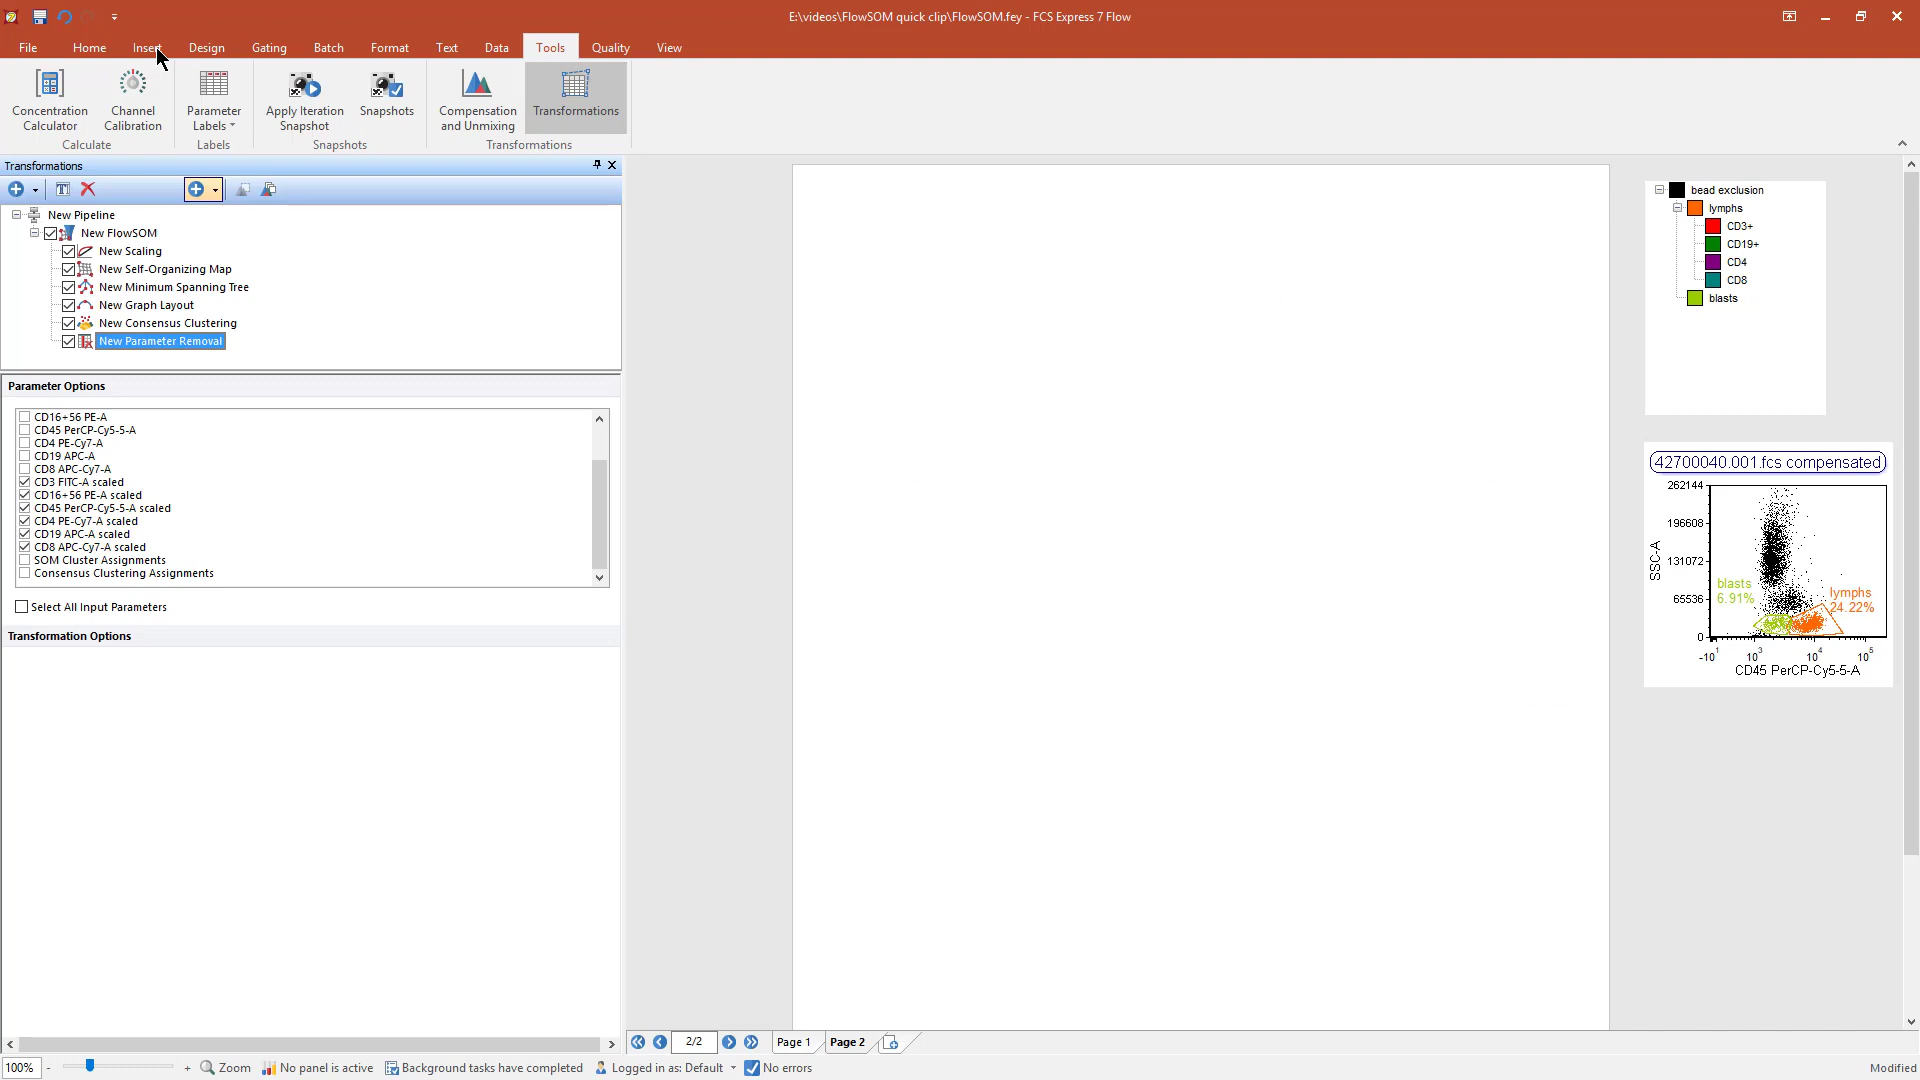 E:\videos\FlowSOM quick clip\FlowSOM.fey - FCS Express 7 Flow
File Home Insert Design Gating Batch Format Text Data Tools Quality View
Concentration Calculator
Channel Calibration
Parameter Labels
Apply Iteration Snapshot
Snapshots
Compensation and Unmixing
Transformations
Calculate Labels Snapshots Transformations
Transformations
New Pipeline
New FlowSOM
New Scaling
New Self-Organizing Map
New Minimum Spanning Tree
New Graph Layout
New Consensus Clustering
New Parameter Removal
Parameter Options
CD16+56 PE-A
CD45 PerCP-Cy5-5-A
CD4 PE-Cy7-A
CD19 APC-A
CD8 APC-Cy7-A
CD3 FITC-A scaled
CD16+56 PE-A scaled
CD45 PerCP-Cy5-5-A scaled
CD4 PE-Cy7-A scaled
CD19 APC-A scaled
CD8 APC-Cy7-A scaled
SOM Cluster Assignments
Consensus Clustering Assignments
Select All Input Parameters
Transformation Options
bead exclusion
lymphs
CD3+
CD19+
CD4
CD8
blasts
42700040.001.fcs compensated
262144
196608
131072
65536
0
SSC-A
blasts
6.91%
lymphs
24.22%
-10¹ 10³ 10⁴ 10⁵
CD45 PerCP-Cy5-5-A
2/2 Page 1 Page 2
100% - + Zoom No panel is active Background tasks have completed Logged in as: Default No errors Modified